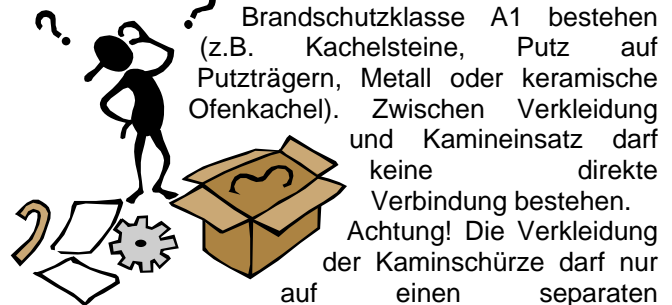 Brandschutzklasse A1 bestehen
(z.B. Kachelsteine, Putz auf
Putzträgern, Metall oder keramische
Ofenkachel). Zwischen Verkleidung
und Kamineinsatz darf
keine direkte
Verbindung bestehen.
Achtung! Die Verkleidung
der Kaminschürze darf nur
auf einen separaten